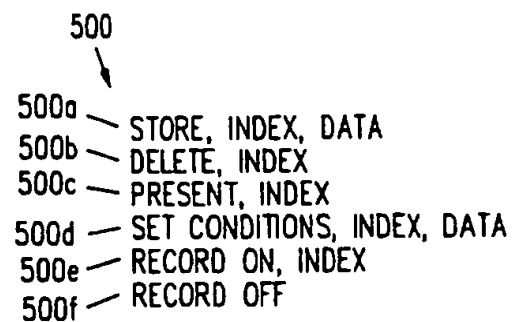 500
500a STORE, INDEX, DATA
500b DELETE, INDEX
500c PRESENT, INDEX
500d SET CONDITIONS, INDEX, DATA
500e RECORD ON, INDEX
500f RECORD OFF